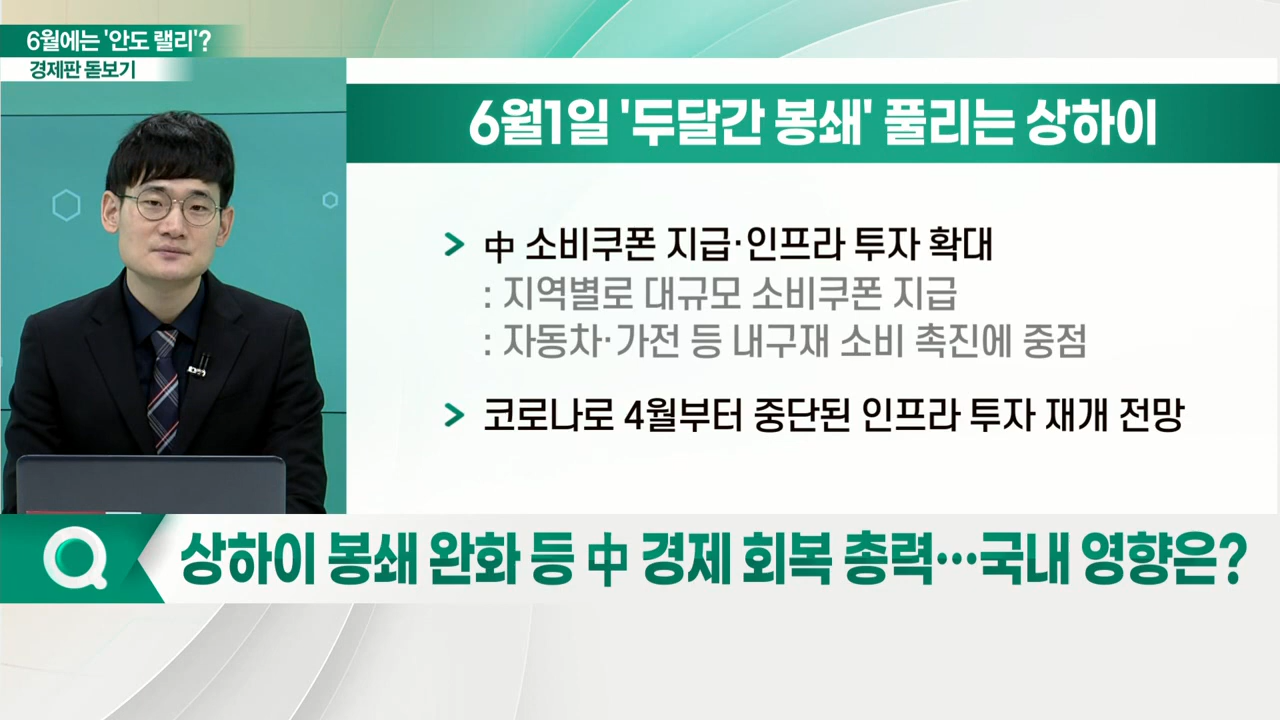 6월에는 '안도 랠리'?
경제판 돋보기
6월1일 '두달간 봉쇄' 풀리는 상하이
> 中 소비쿠폰 지급·인프라 투자 확대
: 지역별로 대규모 소비쿠폰 지급
: 자동차·가전 등 내구재 소비 촉진에 중점
> 코로나로 4월부터 중단된 인프라 투자 재개 전망
Q 상하이 봉쇄 완화 등 中 경제 회복 총력…국내 영향은?